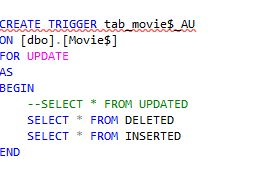 CREATE TRIGGER tab_movie$_AU
ON [dbo].[Movie$]
FOR UPDATE
AS
BEGIN
--SELECT * FROM UPDATED
SELECT * FROM DELETED
SELECT * FROM INSERTED
END